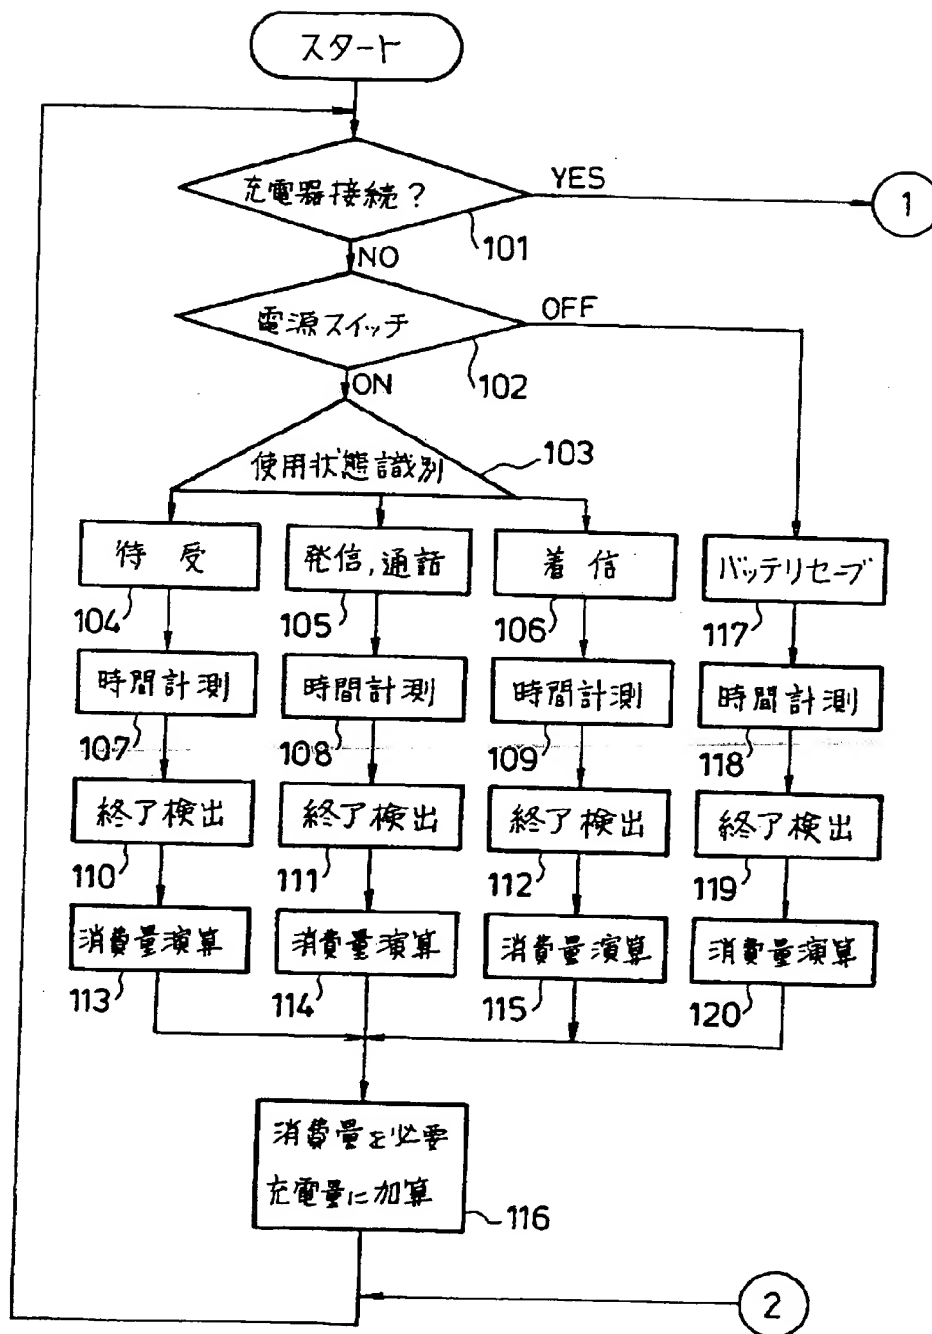 スタート
充電器接続?
YES
1
101
NO
電源スイッチ
OFF
102
ON
使用状態識別
103
待受
発信,通話
着信
バッテリセーブ
104
105
106
117
時間計測
時間計測
時間計測
時間計測
107
108
109
118
終了検出
終了検出
終了検出
終了検出
110
111
112
119
消費量演算
消費量演算
消費量演算
消費量演算
113
114
115
120
消費量を必要
充電量に加算
116
2